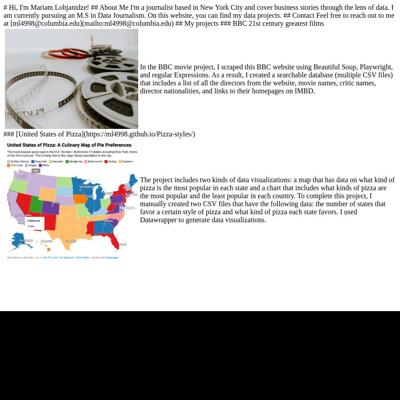 # Hi, I'm Mariam Lobjanidze! ## About Me I'm a journalist based in New York City and cover business stories through the lens of data. I
am currently pursuing an M.S in Data Journalism. On this website, you can find my data projects. ## Contact Feel free to reach out to me
at [ml4998@columbia.edu](mailto:ml4998@columbia.edu) ## My projects ### BBC 21st century greatest films
In the BBC movie project, I scraped this BBC website using Beautiful Soup, Playwright,
and regular Expressions. As a result, I created a searchable database (multiple CSV files)
that includes a list of all the directors from the website, movie names, critic names,
director nationalities, and links to their homepages on IMBD.
### [United States of Pizza](https://ml4998.github.io/Pizza-styles/)
United States of Pizza: A Culinary Map of Pie Preferences
The project includes two kinds of data visualizations: a map that has data on what kind of
pizza is the most popular in each state and a chart that includes what kinds of pizza are
the most popular and the least popular in each country. To complete this project, I
manually created two CSV files that have the following data: the number of states that
favor a certain style of pizza and what kind of pizza each state favors. I used
Datawrapper to generate data visualizations.